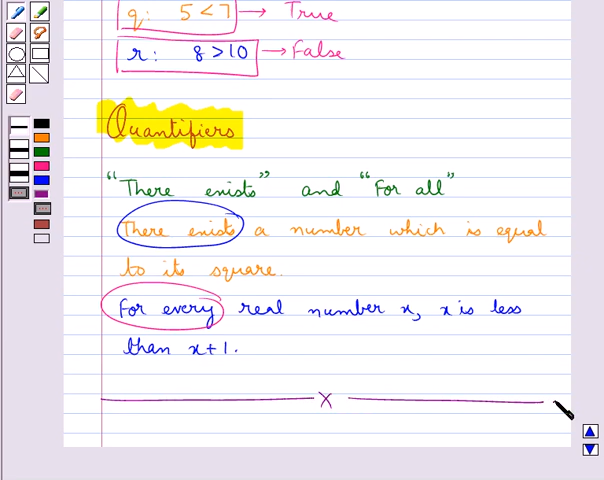 q: 5 < 7 → True
r: 8 > 10 → False
Quantifiers
"There exists" and "For all"
There exists a number which is equal
to its square.
For every real number x, x is less
than x+1.
x